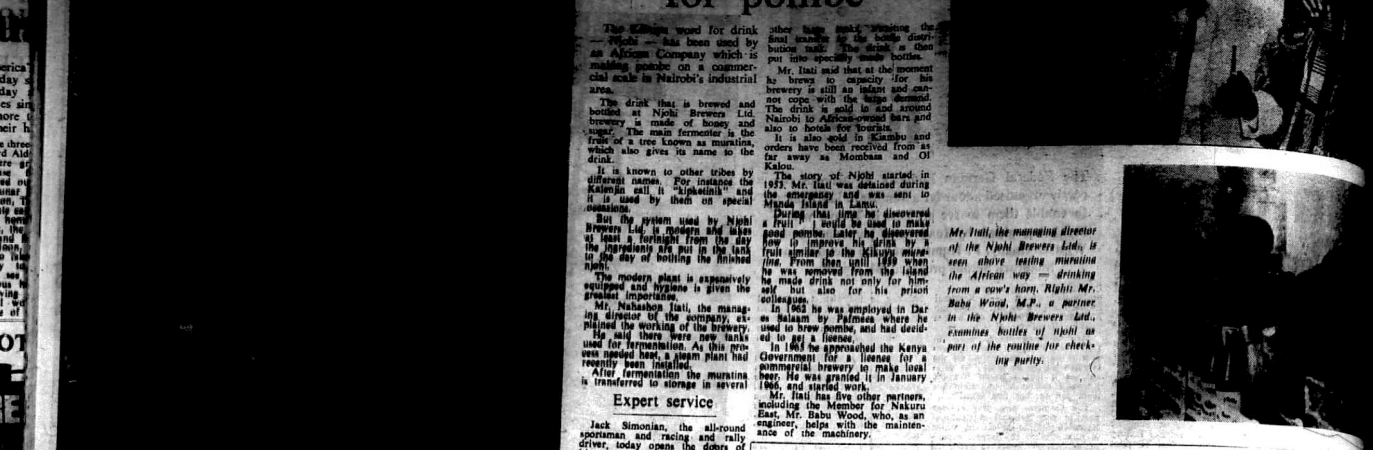 for pombe
The Kikuyu word for drink
— Njohi — has been used by
an African Company which is
making pombe on a commer-
cial scale in Nairobi's industrial
area.
The drink that is brewed and
bottled at Njohi Brewers Ltd.
brewery is made of honey and
sugar. The main fermenter is the
fruit of a tree known as muratina,
which also gives its name to the
drink.
It is known to other tribes by
different names. For instance the
Kalenjin call it "kipketinik" and
it is used by them on special
occasions.
But the system used by Njohi
Brewers Ltd. is modern and takes
at least a fortnight from the day
the ingredients are put in the tank
to the day of bottling the finished
njohi.
The modern plant is expensively
equipped and hygiene is given the
greatest importance.
Mr. Nahashon Itati, the manag-
ing director of the company, ex-
plained the working of the brewery.
He said there were new tanks
used for fermentation. As this pro-
cess needed heat, a steam plant had
recently been installed.
After fermentation the muratina
is transferred to storage in several
other large tanks, awaiting the
final transfer to the bottle distri-
bution tank. The drink is then
put into specially made bottles.
Mr. Itati said that at the moment
he brews to capacity for his
brewery is still an infant and can-
not cope with the large demand.
The drink is sold in and around
Nairobi to African-owned bars and
also to hotels for tourists.
It is also sold in Kiambu and
orders have been received from as
far away as Mombasa and Ol
Kalou.
The story of Njohi started in
1953. Mr. Itati was detained during
the emergency and was sent to
Manda Island in Lamu.
During that time he discovered
fruit could be used to make
good pombe. Later he discovered
how to improve his drink by a
fruit similar to the Kikuyu mura-
tina. From then until 1959 when
he was removed from the island
he made drink not only for him-
self but also for his prison
colleagues.
In 1962 he was employed in Dar
es Salaam by Palmera where he
used to brew pombe, and had decid-
ed to get a licence.
In 1965 he approached the Kenya
Government for a licence for a
commercial brewery to make local
beer. He was granted it in January
1966, and started work.
Mr. Itati has five other partners,
including the Member for Nakuru
East, Mr. Babu Wood, who, as an
engineer, helps with the mainten-
ance of the machinery.
Mr. Itati, the managing director
of the Njohi Brewers Ltd., is
seen above testing muratina
the African way — drinking
from a cow's horn. Right: Mr.
Babu Wood, M.P., a partner
in the Njohi Brewers Ltd.,
examines bottles of njohi as
part of the routine for check-
ing purity.
Expert service
Jack Simonian, the all-round
sportsman and racing and rally
driver, today opens the doors of